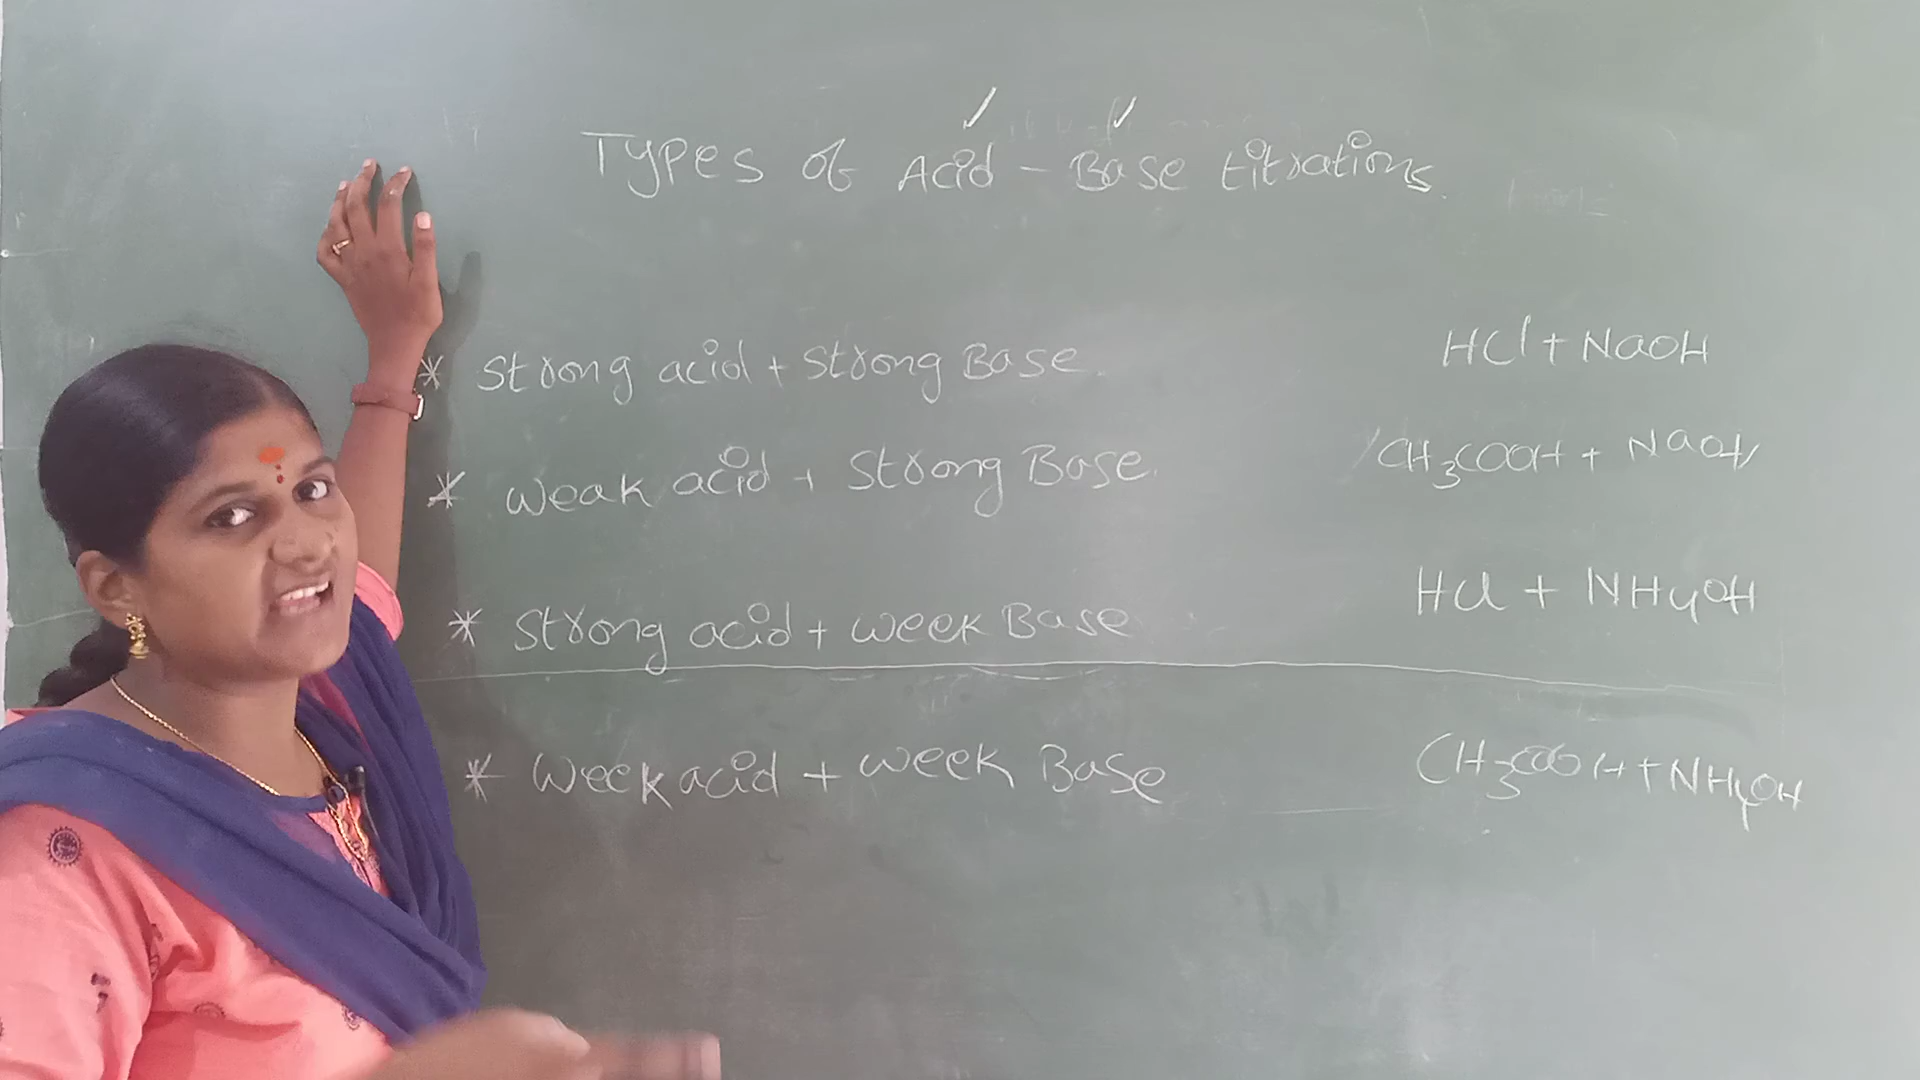 Types of Acid - Base titrations.
* Strong acid + Strong Base. HCl + NaOH
* Weak acid + Strong Base. CH3COOH + NaOH
* Strong acid + Week Base HCl + NH4OH
* Week acid + Week Base CH3COOH + NH4OH